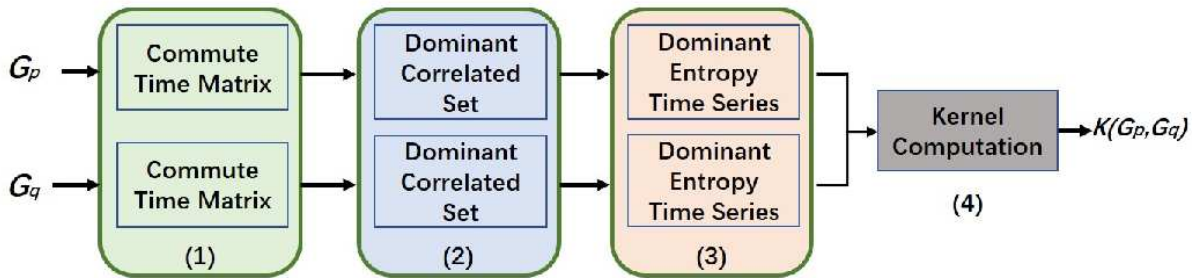 Gp
Commute
Time Matrix
Dominant
Correlated
Set
Dominant
Entropy
Time Series
Kernel
Computation
K(Gp,Gq)
Gq
Commute
Time Matrix
Dominant
Correlated
Set
Dominant
Entropy
Time Series
(1)
(2)
(3)
(4)